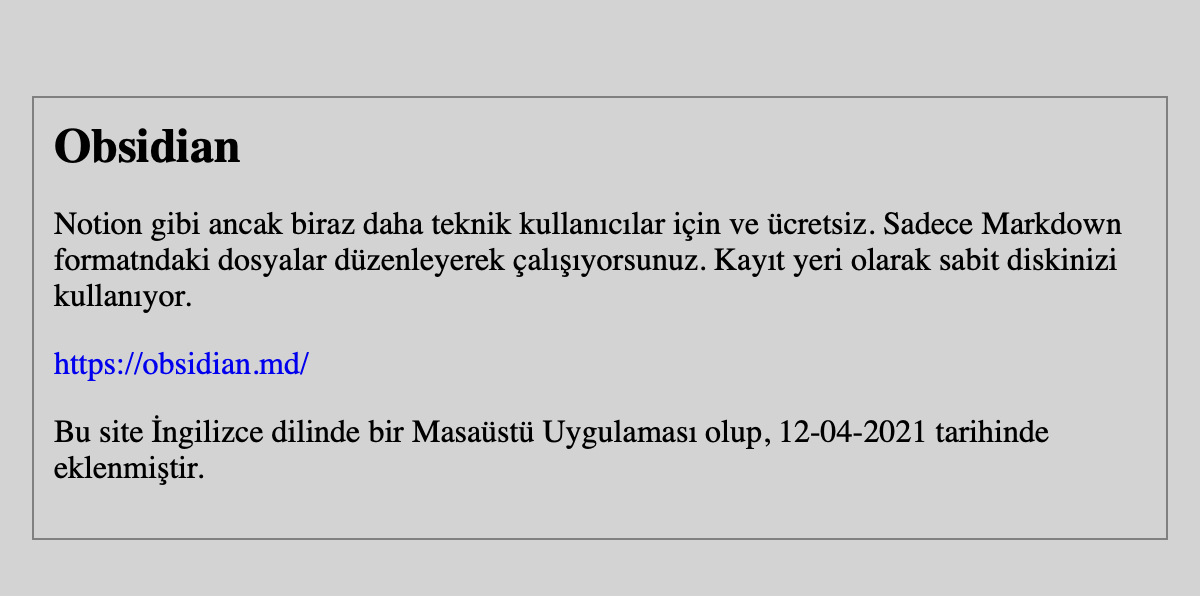 Obsidian
Notion gibi ancak biraz daha teknik kullanıcılar için ve ücretsiz. Sadece Markdown
formatndaki dosyalar düzenleyerek çalışıyorsunuz. Kayıt yeri olarak sabit diskinizi
kullanıyor.
https://obsidian.md/
Bu site İngilizce dilinde bir Masaüstü Uygulaması olup, 12-04-2021 tarihinde
eklenmiştir.